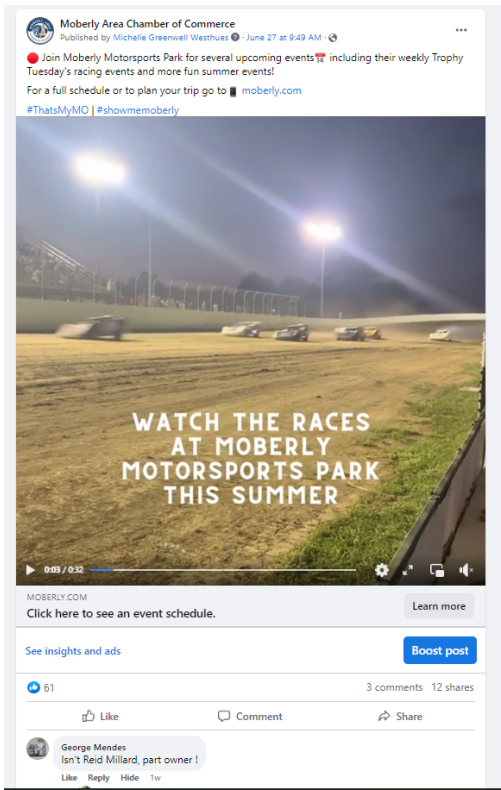 Moberly Area Chamber of Commerce
Published by Michelle Greenwell Westhues · June 27 at 9:49 AM ·
Join Moberly Motorsports Park for several upcoming events including their weekly Trophy
Tuesday's racing events and more fun summer events!
For a full schedule or to plan your trip go to moberly.com
#ThatsMyMO | #showmemoberly
WATCH THE RACES
AT MOBERLY
MOTORSPORTS PARK
THIS SUMMER
0:03 / 0:32
MOBERLY.COM
Click here to see an event schedule.
Learn more
See insights and ads
Boost post
61
3 comments 12 shares
Like Comment Share
George Mendes
Isn't Reid Millard, part owner !
Like Reply Hide 1w